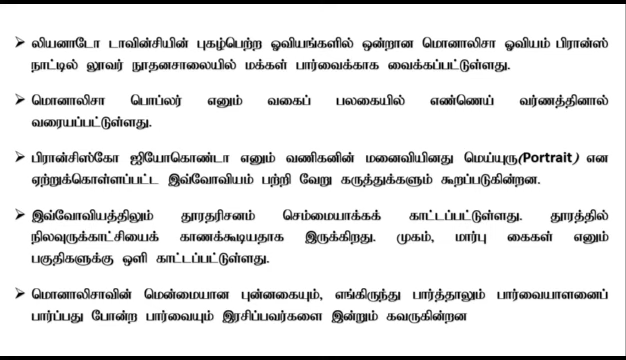 ➤ லியனாடோ டாவின்சியின் புகழ்பெற்ற ஓவியங்களில் ஒன்றான மொனாலிசா ஓவியம் பிரான்ஸ்
நாட்டில் லூவர் நூதனசாலையில் மக்கள் பார்வைக்காக வைக்கப்பட்டுள்ளது.
➤ மொனாலிசா பொப்லர் எனும் வகைப் பலகையில் எண்ணெய் வர்ணத்தினால்
வரையப்பட்டுள்ளது.
➤ பிரான்சிஸ்கோ ஜியோகொண்டா எனும் வணிகனின் மனைவியினது மெய்யுரு(Portrait) என
ஏற்றுக்கொள்ளப்பட்ட இவ்வோவியம் பற்றி வேறு கருத்துக்களும் கூறப்படுகின்றன.
➤ இவ்வோவியத்திலும் தூரதரிசனம் செம்மையாக்கக் காட்டப்பட்டுள்ளது. தூரத்தில்
நிலவுருக்காட்சியைக் காணக்கூடியதாக இருக்கிறது. முகம், மார்பு கைகள் எனும்
பகுதிகளுக்கு ஒளி காட்டப்பட்டுள்ளது.
➤ மொனாலிசாவின் மென்மையான புன்னகையும், எங்கிருந்து பார்த்தாலும் பார்வையாளனைப்
பார்ப்பது போன்ற பார்வையும் இரசிப்பவர்களை இன்றும் கவருகின்றன